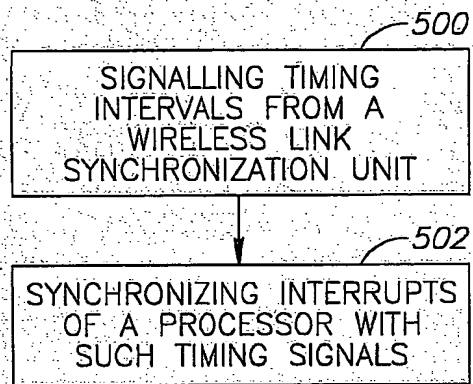 500
SIGNALLING TIMING
INTERVALS FROM A
WIRELESS LINK
SYNCHRONIZATION UNIT
502
SYNCHRONIZING INTERRUPTS
OF A PROCESSOR WITH
SUCH TIMING SIGNALS